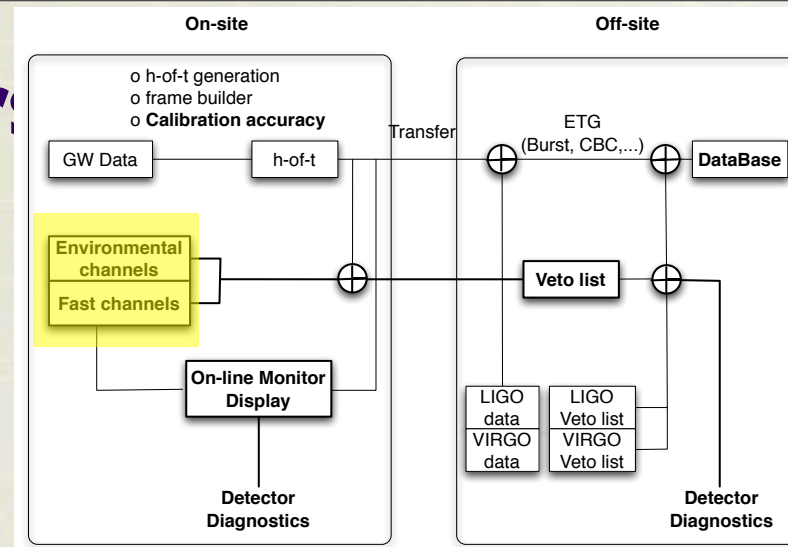 On-site
Off-site
o h-of-t generation
o frame builder
o Calibration accuracy
Transfer
ETG
(Burst, CBC,...)
GW Data
h-of-t
DataBase
Environmental
channels
Fast channels
Veto list
On-line Monitor
Display
LIGO
data
VIRGO
data
LIGO
Veto list
VIRGO
Veto list
Detector
Diagnostics
Detector
Diagnostics